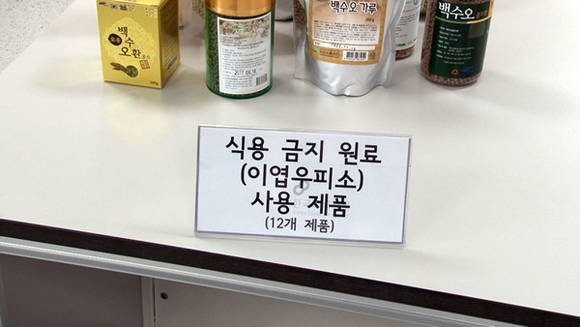 백수오
환
백수오 가루
백수오
식용 금지 원료
(이엽우피소)
사용 제품
(12개 제품)